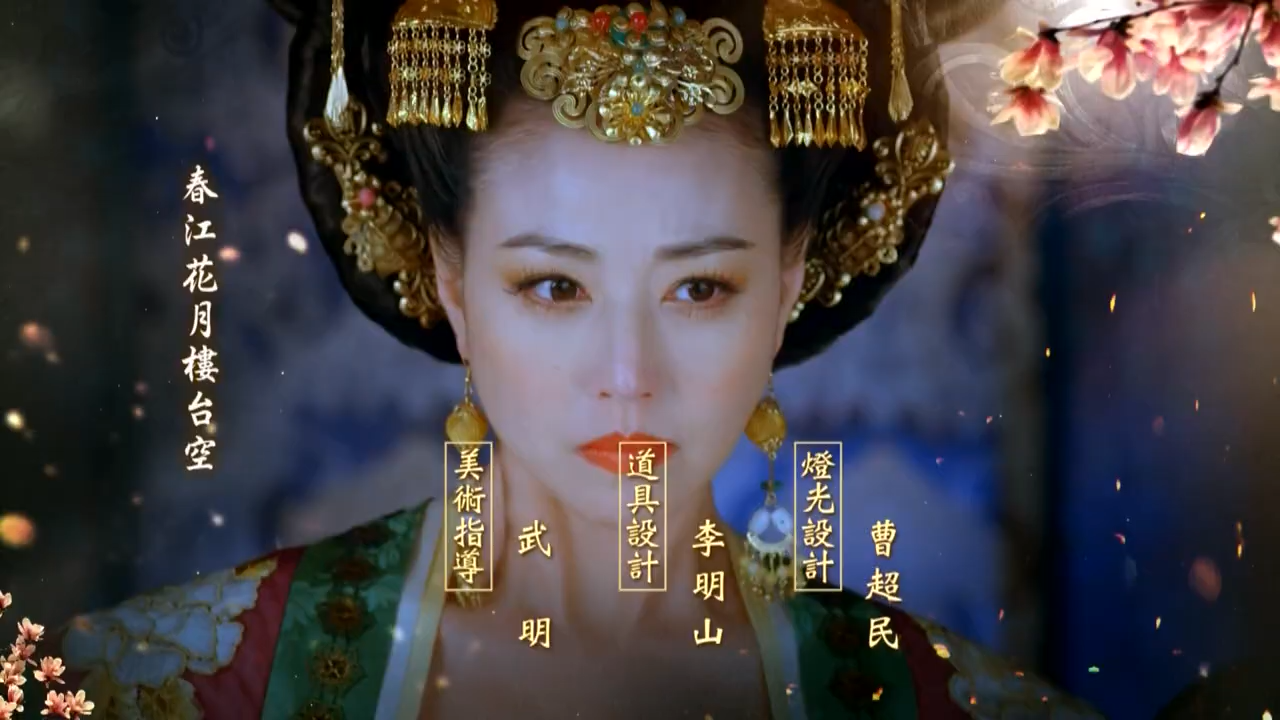 春江花月樓台空
美術指導
武明
道具設計
李明山
燈光設計
曹超民